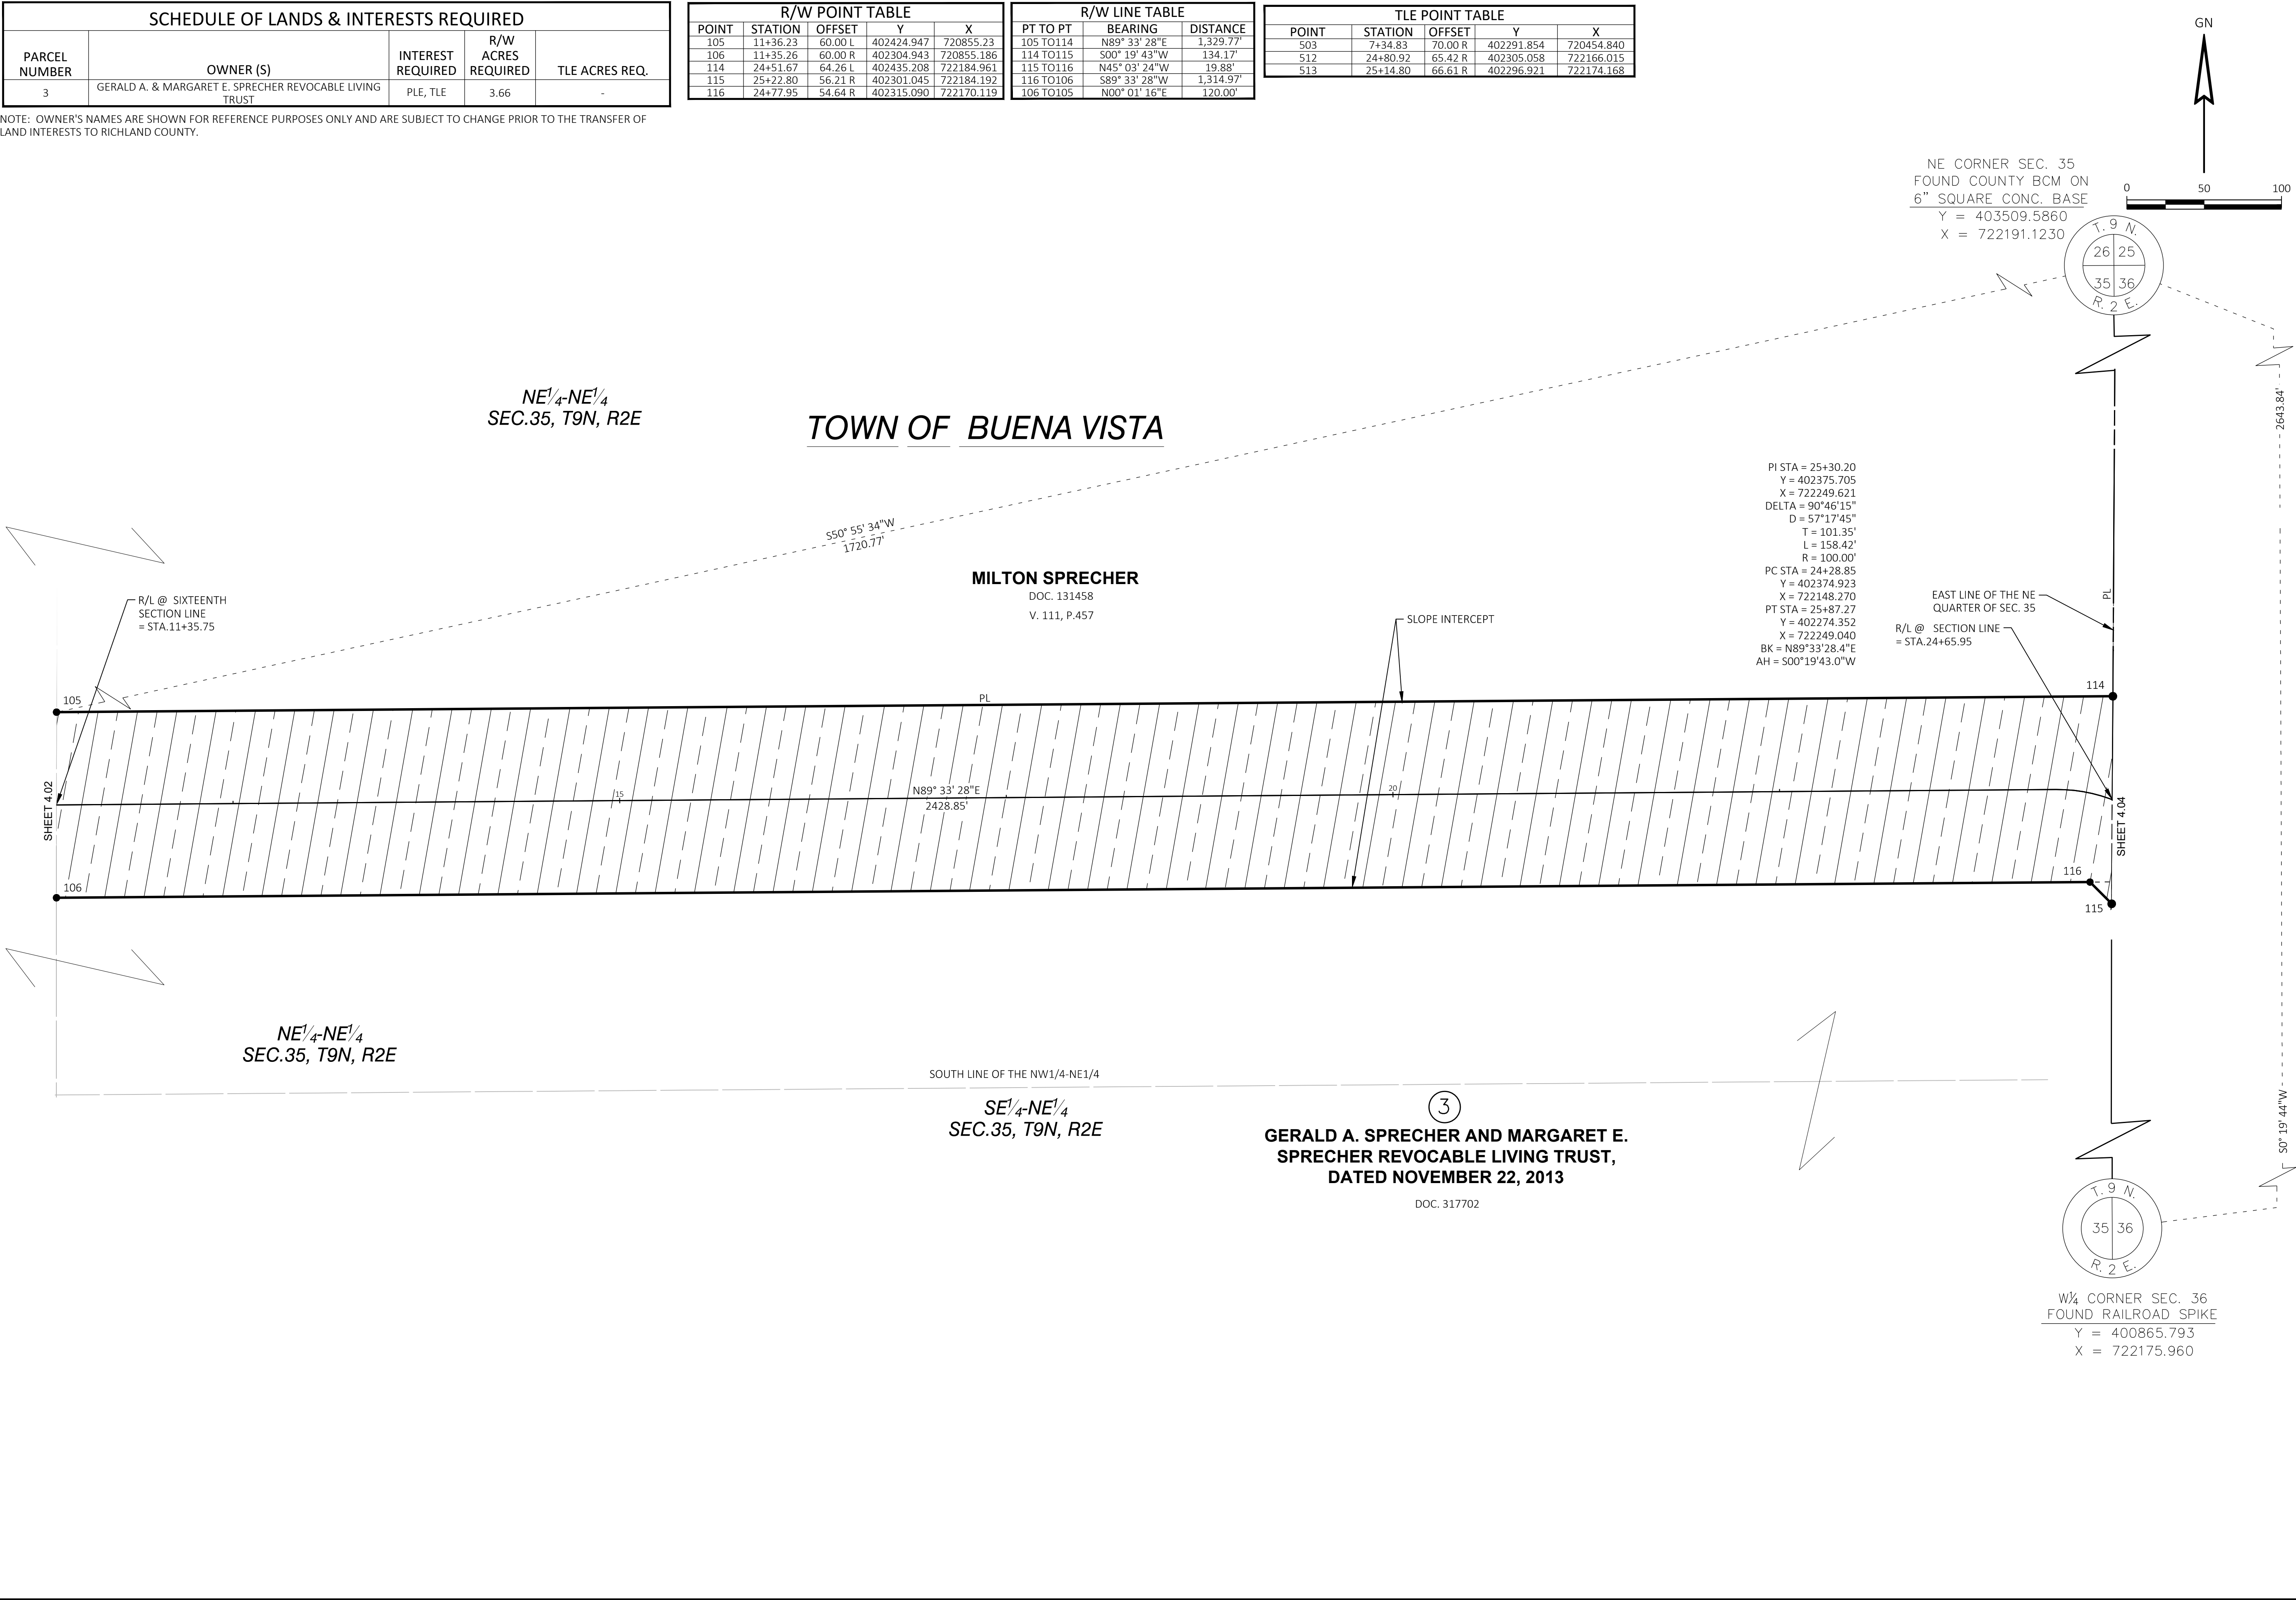 SCHEDULE OF LANDS & INTERESTS REQUIRED
PARCEL NUMBER OWNER (S) INTEREST REQUIRED R/W ACRES REQUIRED TLE ACRES REQ.
3 GERALD A. & MARGARET E. SPRECHER REVOCABLE LIVING TRUST PLE, TLE 3.66 -
NOTE: OWNER'S NAMES ARE SHOWN FOR REFERENCE PURPOSES ONLY AND ARE SUBJECT TO CHANGE PRIOR TO THE TRANSFER OF
LAND INTERESTS TO RICHLAND COUNTY.
R/W POINT TABLE
POINT STATION OFFSET Y X
105 11+36.23 60.00 L 402424.947 720855.23
106 11+35.26 60.00 R 402304.943 720855.186
114 24+51.67 64.26 L 402435.208 722184.961
115 25+22.80 56.21 R 402301.045 722184.192
116 24+77.95 54.64 R 402315.090 722170.119
R/W LINE TABLE
PT TO PT BEARING DISTANCE
105 TO114 N89° 33' 28"E 1,329.77'
114 TO115 S00° 19' 43"W 134.17'
115 TO116 N45° 03' 24"W 19.88'
116 TO106 S89° 33' 28"W 1,314.97'
106 TO105 N00° 01' 16"E 120.00'
TLE POINT TABLE
POINT STATION OFFSET Y X
503 7+34.83 70.00 R 402291.854 720454.840
512 24+80.92 65.42 R 402305.058 722166.015
513 25+14.80 66.61 R 402296.921 722174.168
GN
0 50 100
NE CORNER SEC. 35
FOUND COUNTY BCM ON
6" SQUARE CONC. BASE
Y = 403509.5860
X = 722191.1230
T. 9 N.
26 25
35 36
R. 2 E.
2643.84'
S0° 19' 44"W
NE1/4-NE1/4
SEC.35, T9N, R2E
TOWN OF BUENA VISTA
S50° 55' 34"W
1720.77'
MILTON SPRECHER
DOC. 131458
V. 111, P.457
PI STA = 25+30.20
Y = 402375.705
X = 722249.621
DELTA = 90°46'15"
D = 57°17'45"
T = 101.35'
L = 158.42'
R = 100.00'
PC STA = 24+28.85
Y = 402374.923
X = 722148.270
PT STA = 25+87.27
Y = 402274.352
X = 722249.040
BK = N89°33'28.4"E
AH = S00°19'43.0"W
R/L @ SIXTEENTH
SECTION LINE
= STA.11+35.75
SLOPE INTERCEPT
EAST LINE OF THE NE
QUARTER OF SEC. 35
R/L @ SECTION LINE
= STA.24+65.95
PL
105
PL
114
SHEET 4.02
15
N89° 33' 28"E
2428.85'
20
SHEET 4.04
106
116
115
NE1/4-NE1/4
SEC.35, T9N, R2E
SOUTH LINE OF THE NW1/4-NE1/4
SE1/4-NE1/4
SEC.35, T9N, R2E
3
GERALD A. SPRECHER AND MARGARET E.
SPRECHER REVOCABLE LIVING TRUST,
DATED NOVEMBER 22, 2013
DOC. 317702
T. 9 N.
35 36
R. 2 E.
W1/4 CORNER SEC. 36
FOUND RAILROAD SPIKE
Y = 400865.793
X = 722175.960